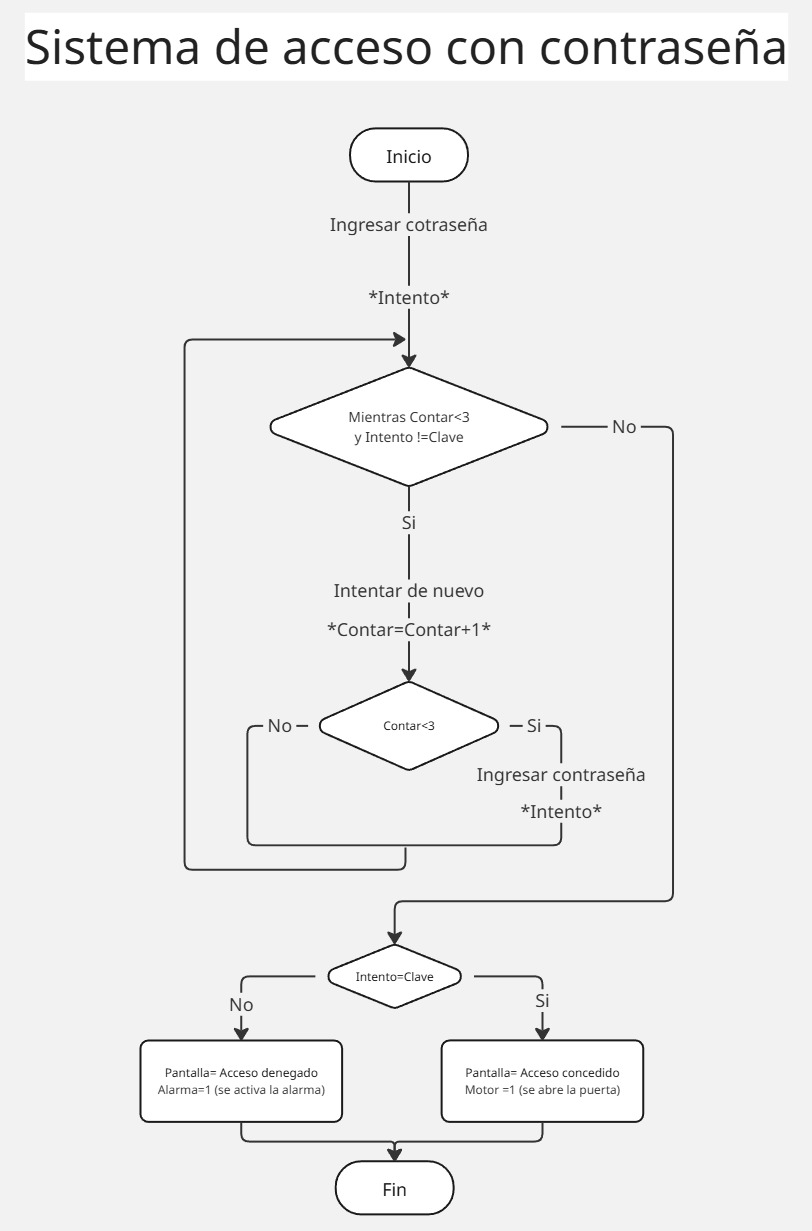 Sistema de acceso con contraseña
Inicio
Ingresar cotraseña
*Intento*
Mientras Contar<3
y Intento !=Clave
No
Si
Intentar de nuevo
*Contar=Contar+1*
No
Contar<3
Si
Ingresar contraseña
*Intento*
Intento=Clave
No
Si
Pantalla= Acceso denegado
Alarma=1 (se activa la alarma)
Pantalla= Acceso concedido
Motor =1 (se abre la puerta)
Fin